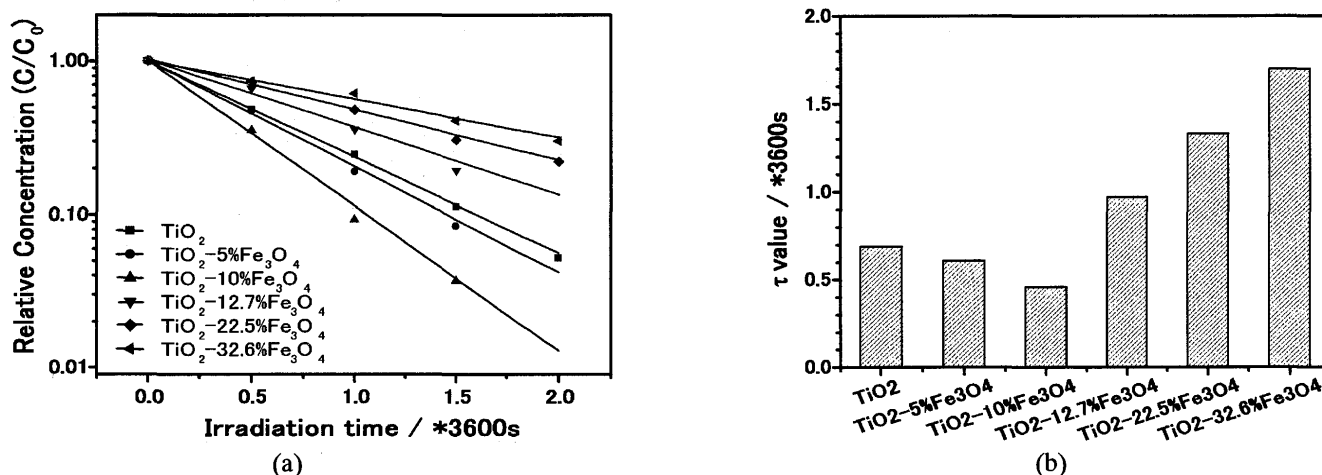 Relative Concentration (C/C₀)
1.00
0.10
0.01
TiO₂
TiO₂-5%Fe₃O₄
TiO₂-10%Fe₃O₄
TiO₂-12.7%Fe₃O₄
TiO₂-22.5%Fe₃O₄
TiO₂-32.6%Fe₃O₄
0.0 0.5 1.0 1.5 2.0
Irradiation time / *3600s
(a)
τ value / *3600s
2.0
1.5
1.0
0.5
0.0
TiO2
TiO2-5%Fe3O4
TiO2-10%Fe3O4
TiO2-12.7%Fe3O4
TiO2-22.5%Fe3O4
TiO2-32.6%Fe3O4
(b)